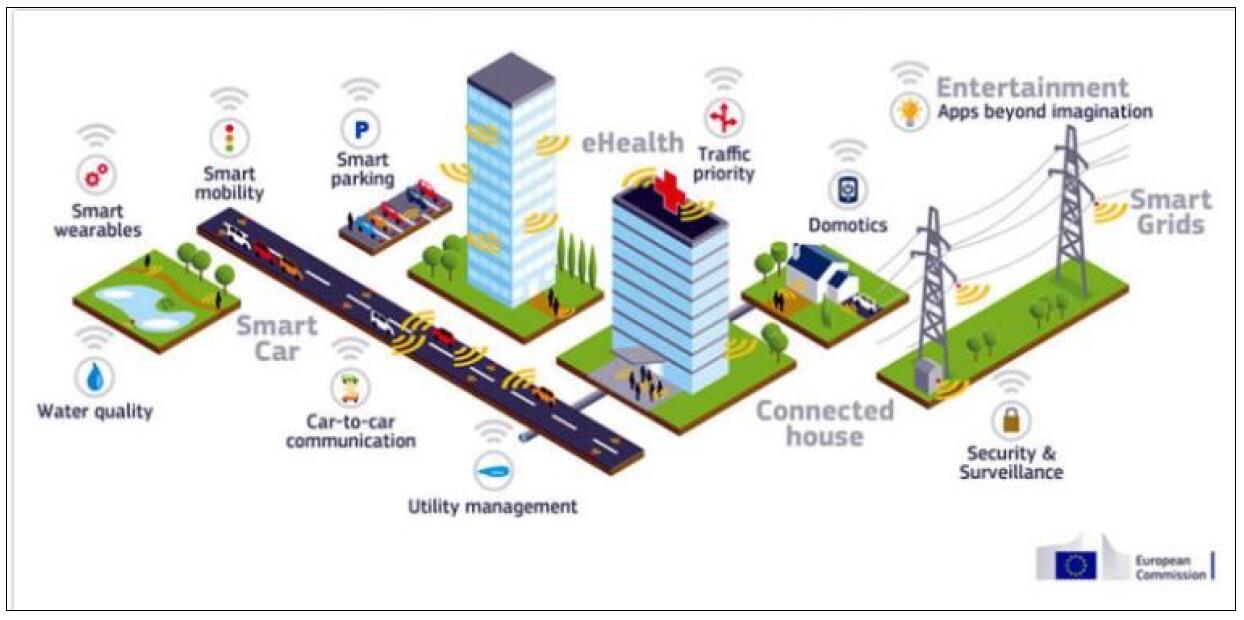 Entertainment
Apps beyond imagination
eHealth
Traffic
priority
P
Smart
parking
Smart
mobility
Smart
wearables
Domotics
Smart
Grids
Smart
Car
Water quality
Car-to-car
communication
Connected
house
Security &
Surveillance
Utility management
European
Commission